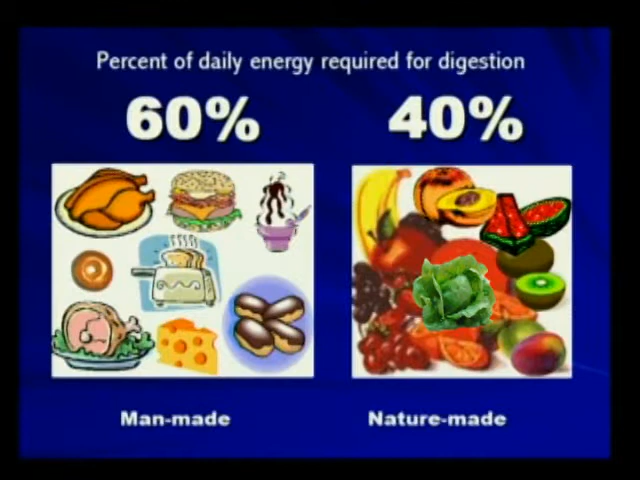 Percent of daily energy required for digestion
60%
40%
Man-made
Nature-made